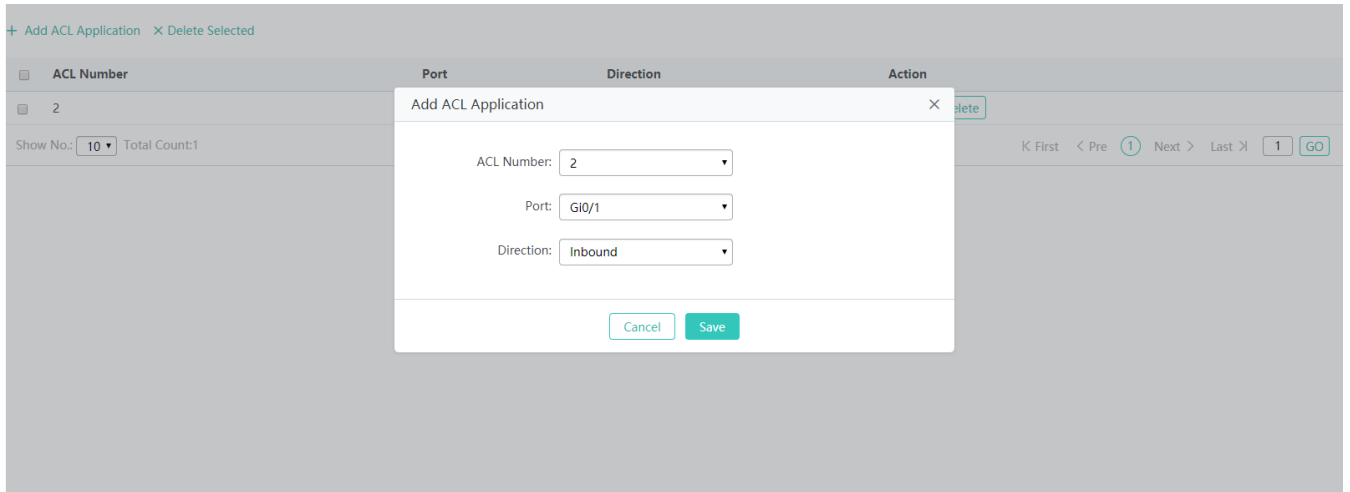 + Add ACL Application × Delete Selected
ACL Number Port Direction Action
2
Add ACL Application ×
elete
Show No.: 10 Total Count:1
K First < Pre 1 Next > Last >| 1 GO
ACL Number: 2
Port: GI0/1
Direction: Inbound
Cancel Save